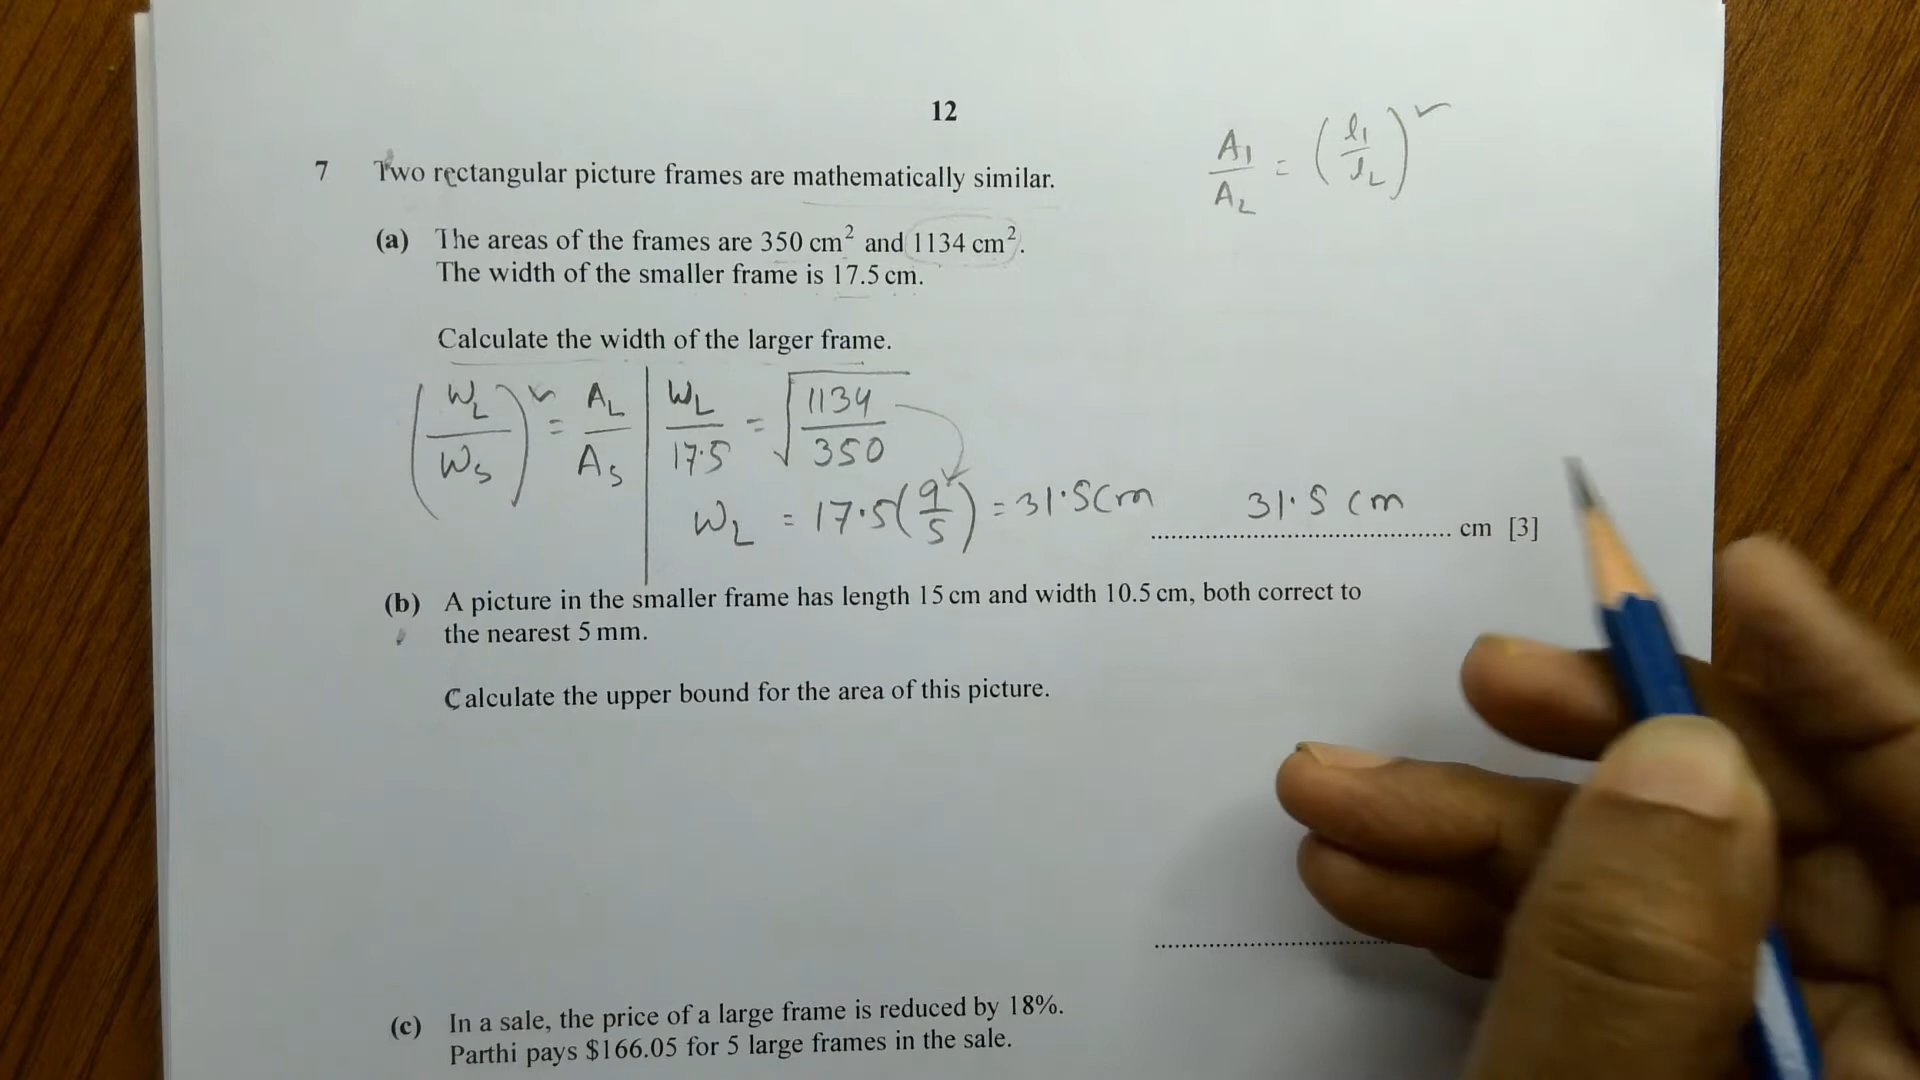 12
A₁/A₂ = (l₁/l₂)²
7 Two rectangular picture frames are mathematically similar.
(a) The areas of the frames are 350 cm² and 1134 cm².
The width of the smaller frame is 17.5 cm.
Calculate the width of the larger frame.
(W_L/W_S)² = A_L/A_S | W_L/17.5 = √(1134/350)
W_L = 17.5(9/5) = 31.5cm
31.5 cm
.......... cm [3]
(b) A picture in the smaller frame has length 15 cm and width 10.5 cm, both correct to
the nearest 5 mm.
Calculate the upper bound for the area of this picture.
(c) In a sale, the price of a large frame is reduced by 18%.
Parthi pays $166.05 for 5 large frames in the sale.